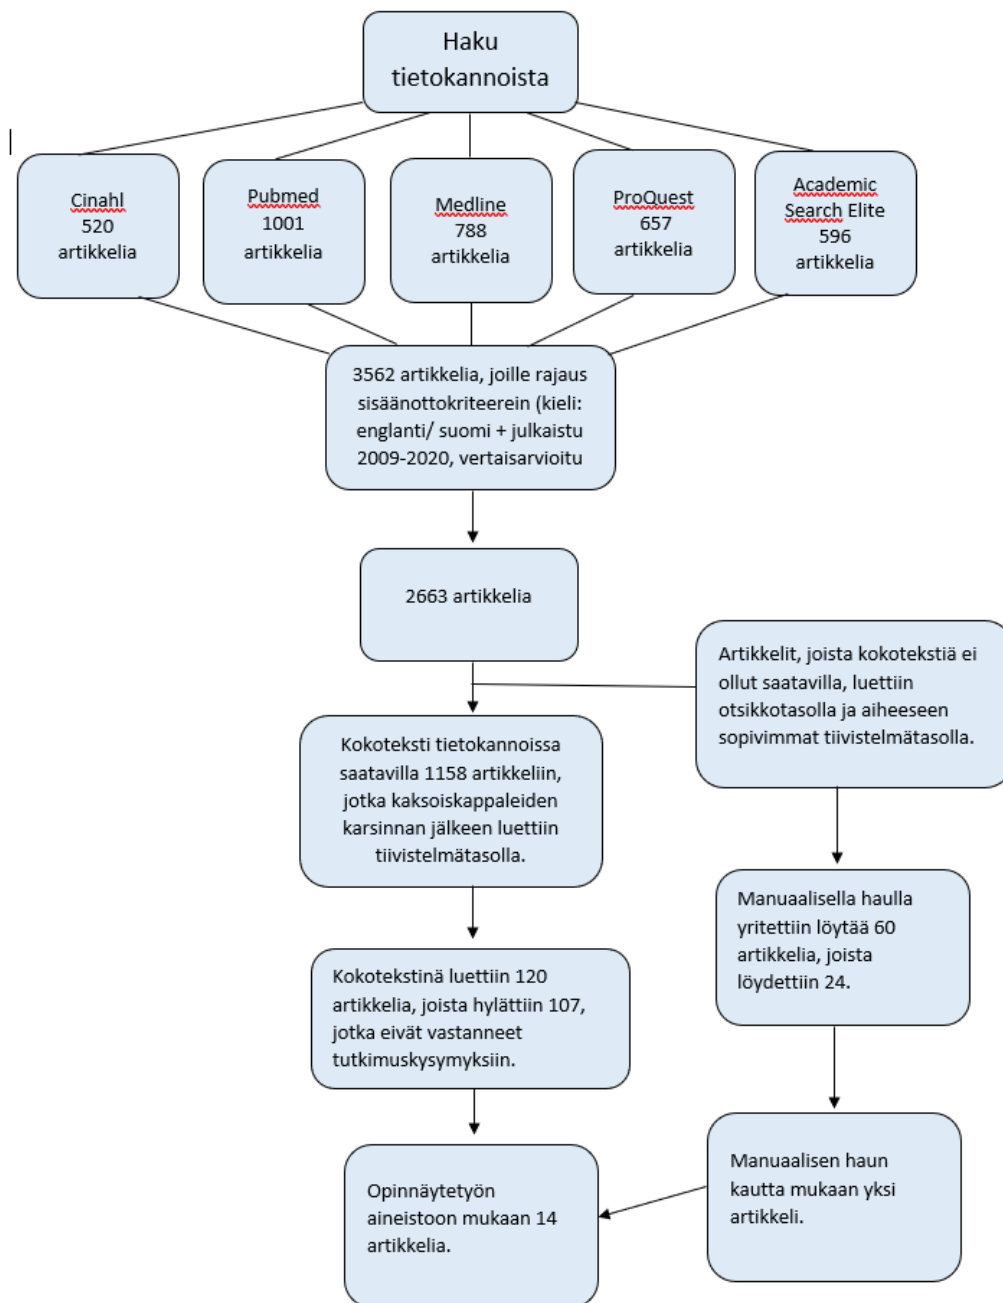 Haku
tietokannoista
Cinahl
520
artikkelia
Pubmed
1001
artikkelia
Medline
788
artikkelia
ProQuest
657
artikkelia
Academic
Search Elite
596
artikkelia
3562 artikkelia, joille rajaus
sisäänottokriteerein (kieli:
englanti/ suomi + julkaistu
2009-2020, vertaisarvioitu
2663 artikkelia
Artikkelit, joista kokotekstiä ei
ollut saatavilla, luettiin
otsikkotasolla ja aiheeseen
sopivimmat tiivistelmätasolla.
Kokoteksti tietokannoissa
saatavilla 1158 artikkeliin,
jotka kaksoiskappaleiden
karsinnan jälkeen luettiin
tiivistelmätasolla.
Manuaalisella haulla
yritettiin löytää 60
artikkelia, joista
löydettiin 24.
Kokotekstinä luettiin 120
artikkelia, joista hylättiin 107,
jotka eivät vastanneet
tutkimuskysymyksiin.
Manuaalisen haun
kautta mukaan yksi
artikkeli.
Opinnäytetyön
aineistoon mukaan 14
artikkelia.